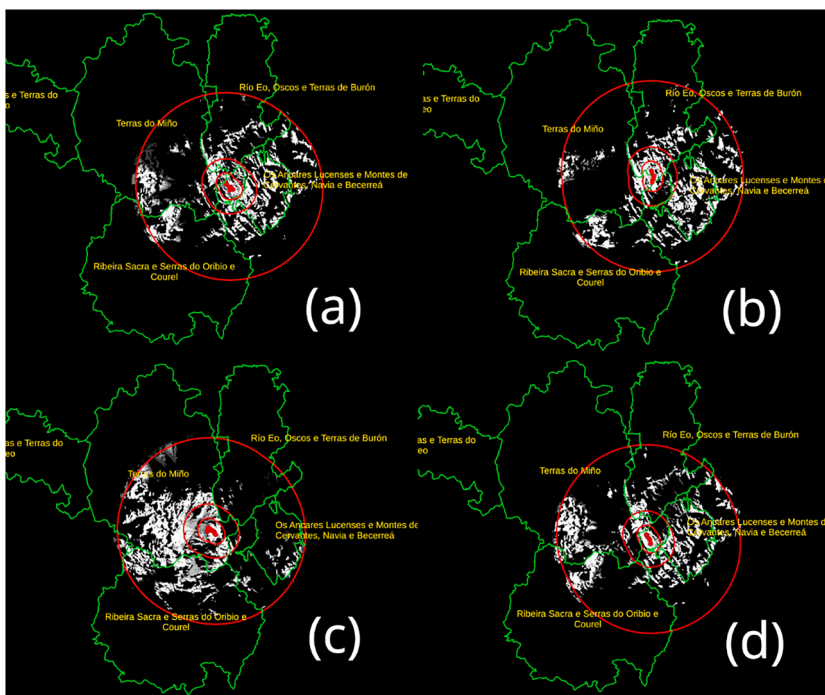 Río Eo, Oscos e Terras de Burón
s e Terras do
o
Terras do Miño
Os Ancares Lucenses e Montes de
Cervantes, Navia e Becerreá
Ribeira Sacra e Serras do Oribio e
Courel
(a)
Río Eo, Oscos e Terras de Burón
as e Terras do
eo
Terras do Miño
Os Ancares Lucenses e Montes d
Cervantes, Navia e Becerreá
Ribeira Sacra e Serras do Oribio e
Courel
(b)
Río Eo, Oscos e Terras de Burón
as e Terras do
eo
Terras do Miño
Os Ancares Lucenses e Montes de
Cervantes, Navia e Becerreá
Ribeira Sacra e Serras do Oribio e
Courel
(c)
Río Eo, Oscos e Terras de Burón
as e Terras do
eo
Terras do Miño
Os Ancares Lucenses e Montes d
Cervantes, Navia e Becerreá
Ribeira Sacra e Serras do Oribio e
Courel
(d)